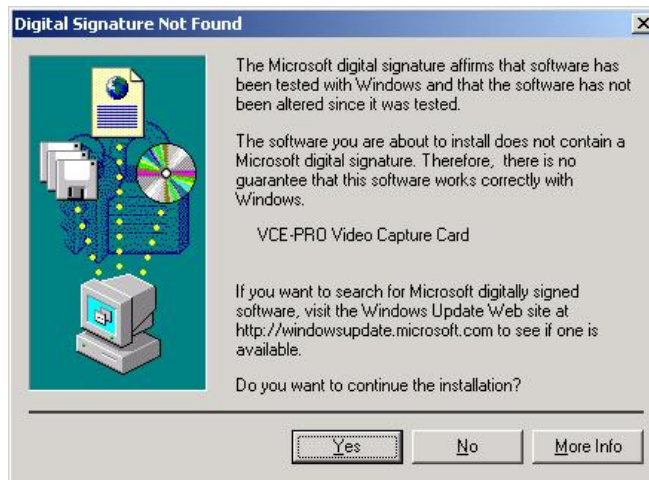 Digital Signature Not Found
The Microsoft digital signature affirms that software has
been tested with Windows and that the software has not
been altered since it was tested.
The software you are about to install does not contain a
Microsoft digital signature. Therefore, there is no
guarantee that this software works correctly with
Windows.
VCE-PRO Video Capture Card
If you want to search for Microsoft digitally signed
software, visit the Windows Update Web site at
http://windowsupdate.microsoft.com to see if one is
available.
Do you want to continue the installation?
Yes No More Info